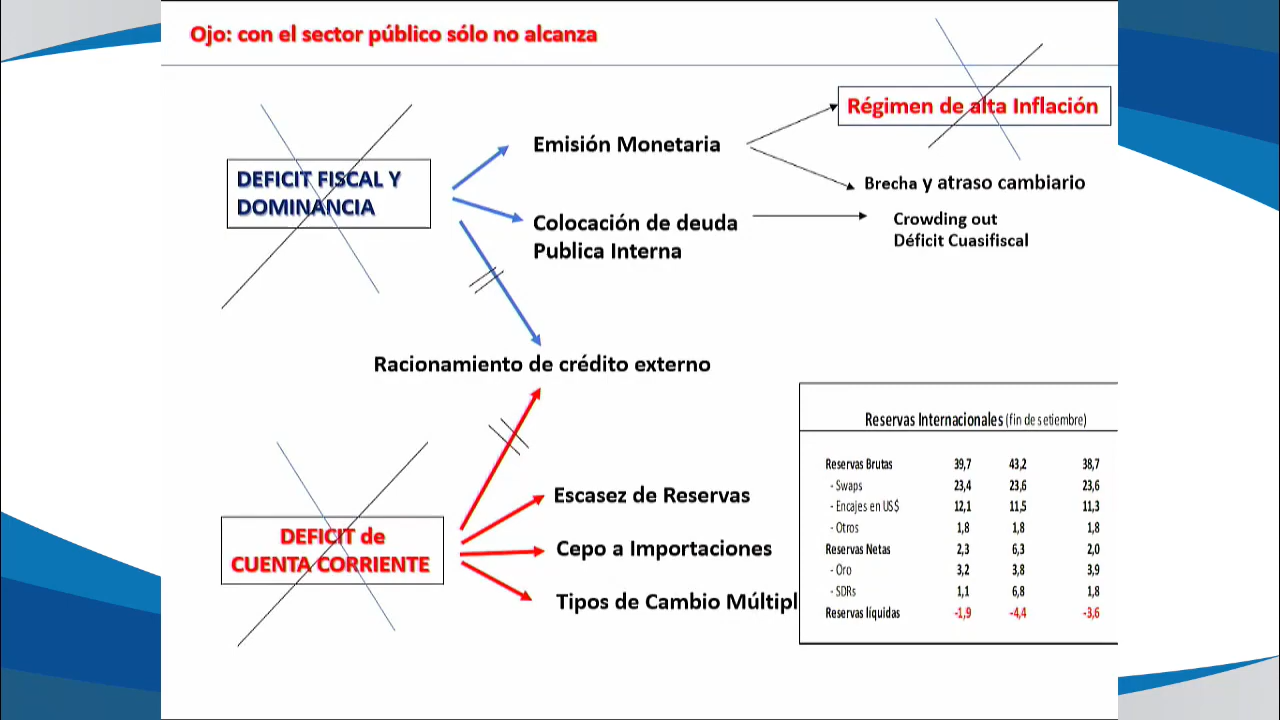 Ojo: con el sector público sólo no alcanza
Régimen de alta Inflación
Emisión Monetaria
DEFICIT FISCAL Y
DOMINANCIA
Brecha y atraso cambiario
Colocación de deuda
Publica Interna
Crowding out
Déficit Cuasifiscal
Racionamiento de crédito externo
Escasez de Reservas
DEFICIT de
CUENTA CORRIENTE
Cepo a Importaciones
Tipos de Cambio Múltipl
Reservas Internacionales (fin de setiembre)
Reservas Brutas 39,7 43,2 38,7
- Swaps 23,4 23,6 23,6
- Encajes en US$ 12,1 11,5 11,3
- Otros 1,8 1,8 1,8
Reservas Netas 2,3 6,3 2,0
- Oro 3,2 3,8 3,9
- SDRs 1,1 6,8 1,8
Reservas líquidas -1,9 -4,4 -3,6